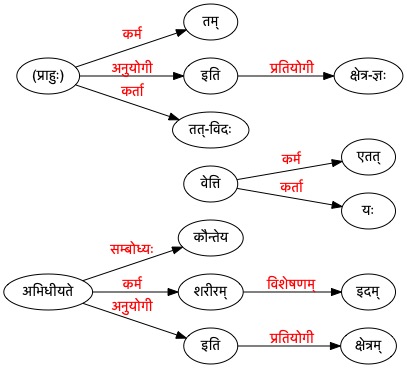 तम्
कर्म
(प्राहुः) अनुयोगी इति प्रतियोगी क्षेत्र-ज्ञः
कर्ता
तत्-विदः
एतत्
कर्म
वेत्ति
कर्ता
यः
कौन्तेय
सम्बोध्यः
अभिधीयते कर्म शरीरम् विशेषणम् इदम्
अनुयोगी
इति प्रतियोगी क्षेत्रम्